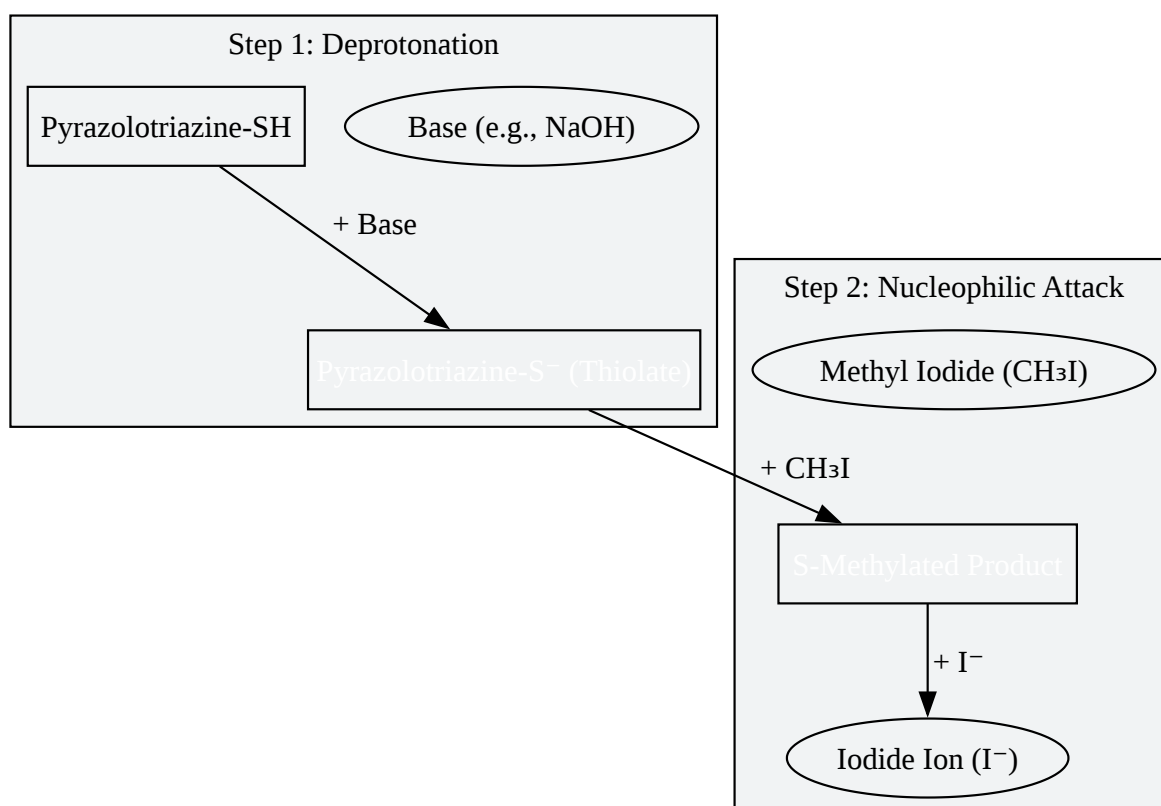 Step 1: Deprotonation
Pyrazolotriazine-SH
Base (e.g., NaOH)
+ Base
Pyrazolotriazine-S⁻ (Thiolate)
Step 2: Nucleophilic Attack
Methyl Iodide (CH₃I)
+ CH₃I
S-Methylated Product
+ I⁻
Iodide Ion (I⁻)